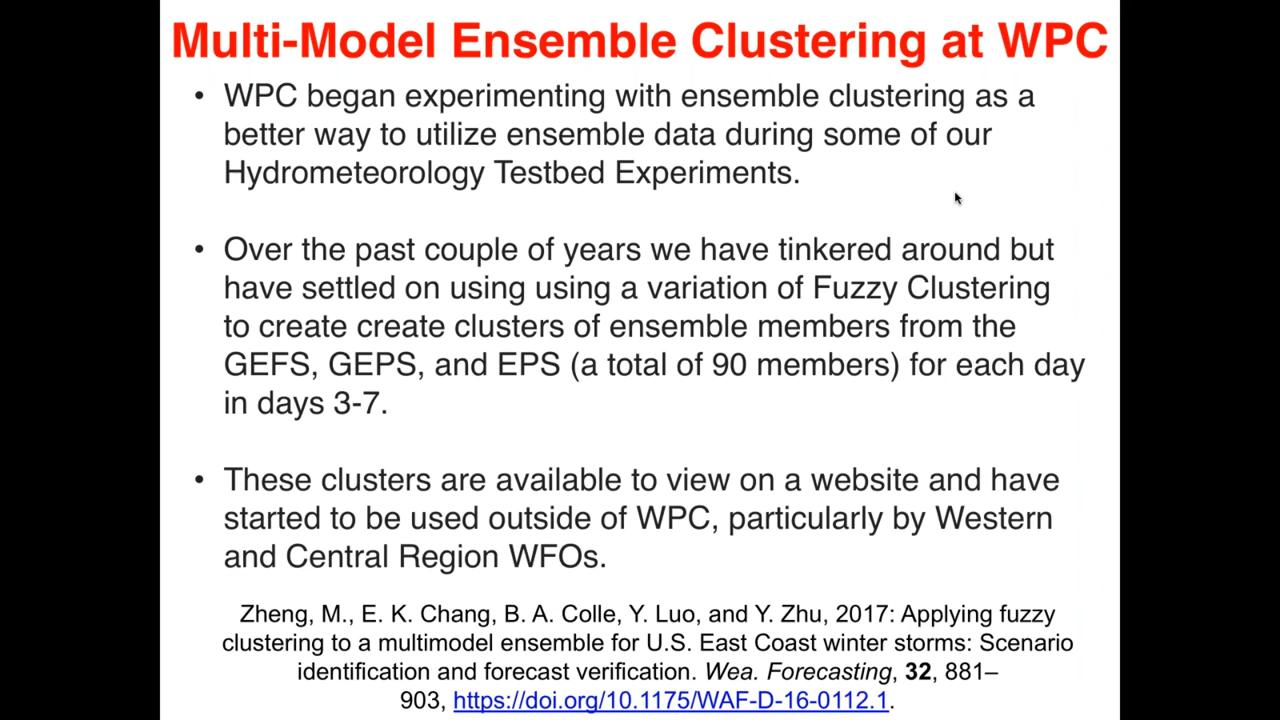 Multi-Model Ensemble Clustering at WPC
• WPC began experimenting with ensemble clustering as a
better way to utilize ensemble data during some of our
Hydrometeorology Testbed Experiments.
• Over the past couple of years we have tinkered around but
have settled on using using a variation of Fuzzy Clustering
to create create clusters of ensemble members from the
GEFS, GEPS, and EPS (a total of 90 members) for each day
in days 3-7.
• These clusters are available to view on a website and have
started to be used outside of WPC, particularly by Western
and Central Region WFOs.
Zheng, M., E. K. Chang, B. A. Colle, Y. Luo, and Y. Zhu, 2017: Applying fuzzy
clustering to a multimodel ensemble for U.S. East Coast winter storms: Scenario
identification and forecast verification. Wea. Forecasting, 32, 881–
903, https://doi.org/10.1175/WAF-D-16-0112.1.